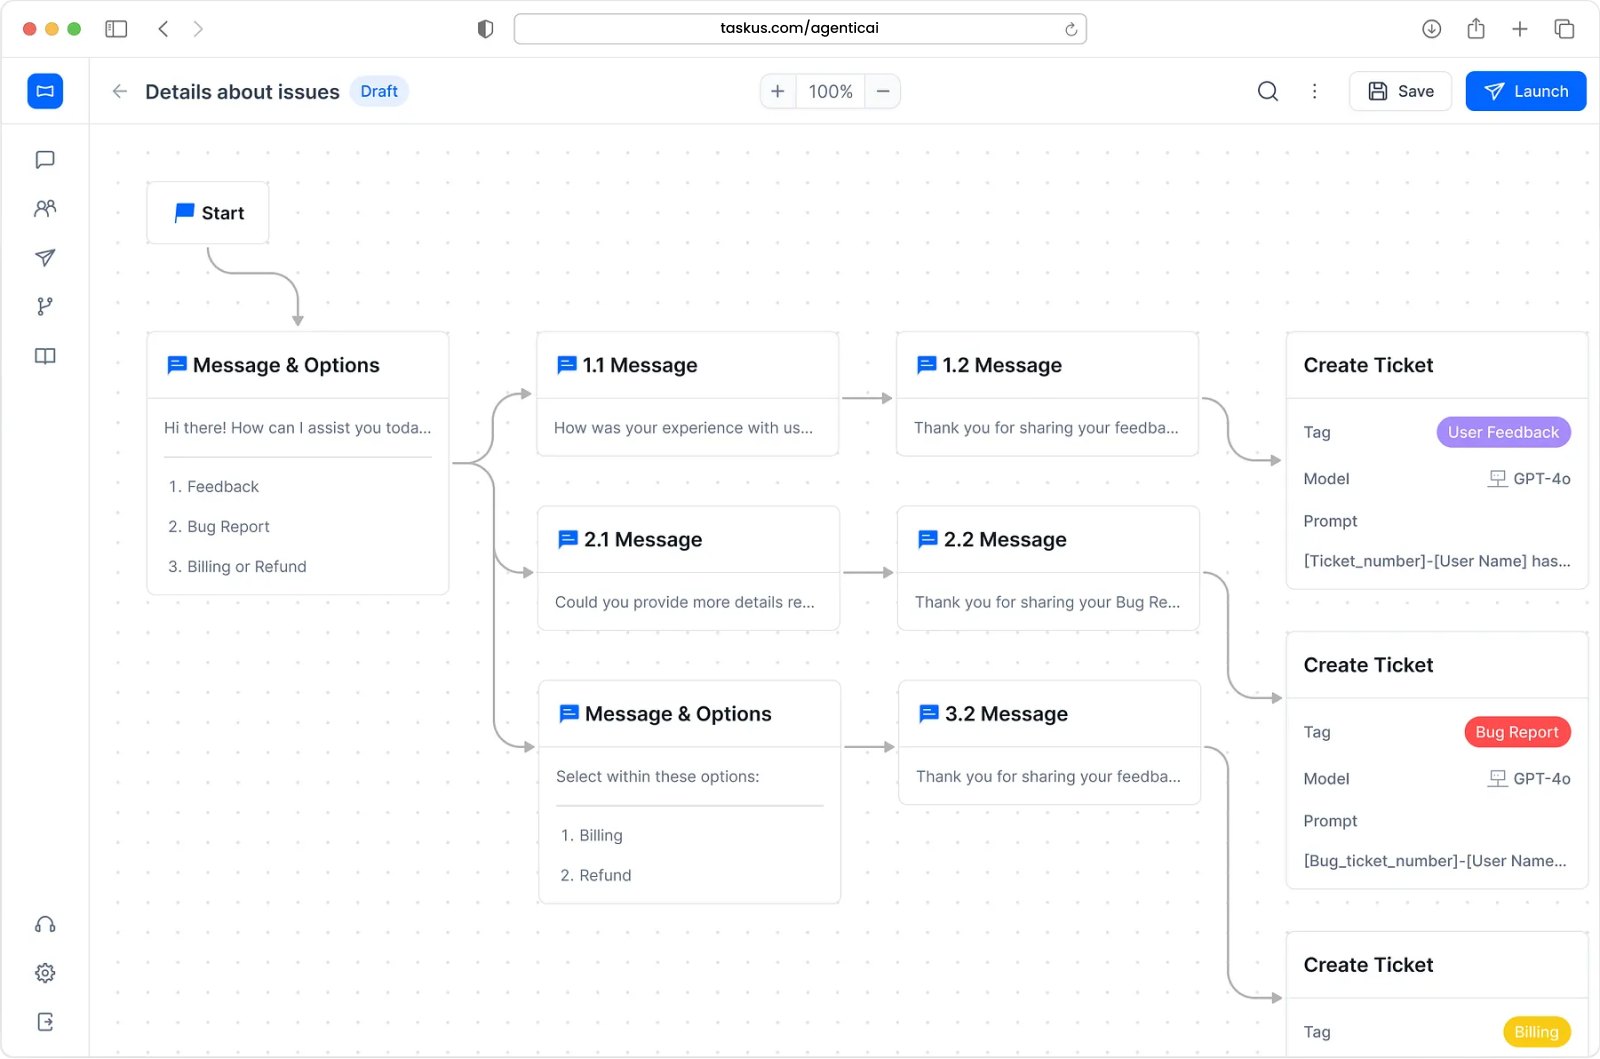 taskus.com/agenticai
Details about issues
Draft
100%
Save
Launch
Start
Message & Options
Hi there! How can I assist you toda...
1. Feedback
2. Bug Report
3. Billing or Refund
1.1 Message
How was your experience with us...
1.2 Message
Thank you for sharing your feedba...
Create Ticket
Tag
User Feedback
Model
GPT-4o
Prompt
[Ticket_number]-[User Name] has...
2.1 Message
Could you provide more details re...
2.2 Message
Thank you for sharing your Bug Re...
Create Ticket
Tag
Bug Report
Model
GPT-4o
Prompt
[Bug_ticket_number]-[User Name...
Message & Options
Select within these options:
1. Billing
2. Refund
3.2 Message
Thank you for sharing your feedba...
Create Ticket
Tag
Billing